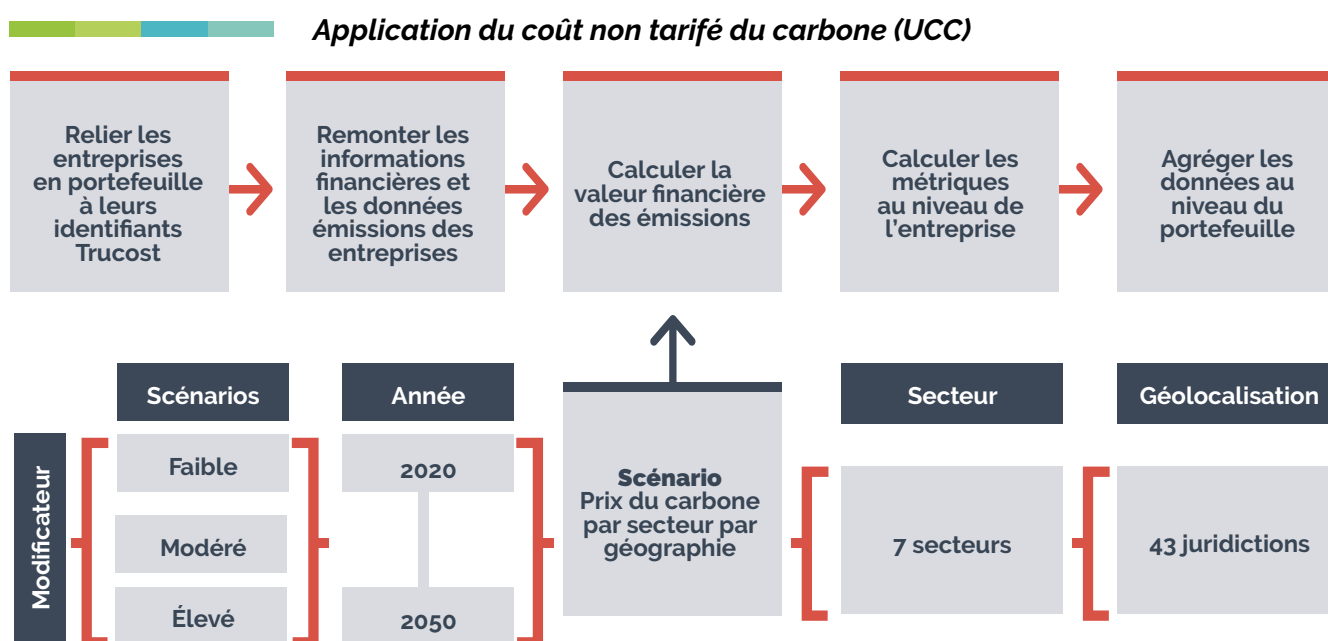 Application du coût non tarifé du carbone (UCC)
Relier les
entreprises
en portefeuille
à leurs
identifiants
Trucost
Remonter les
informations
financières et
les données
émissions des
entreprises
Calculer la
valeur financière
des émissions
Calculer les
métriques
au niveau de
l'entreprise
Agréger les
données au
niveau du
portefeuille
Modificateur
Scénarios
Faible
Modéré
Élevé
Année
2020
2050
Scénario
Prix du carbone
par secteur par
géographie
Secteur
7 secteurs
Géolocalisation
43 juridictions